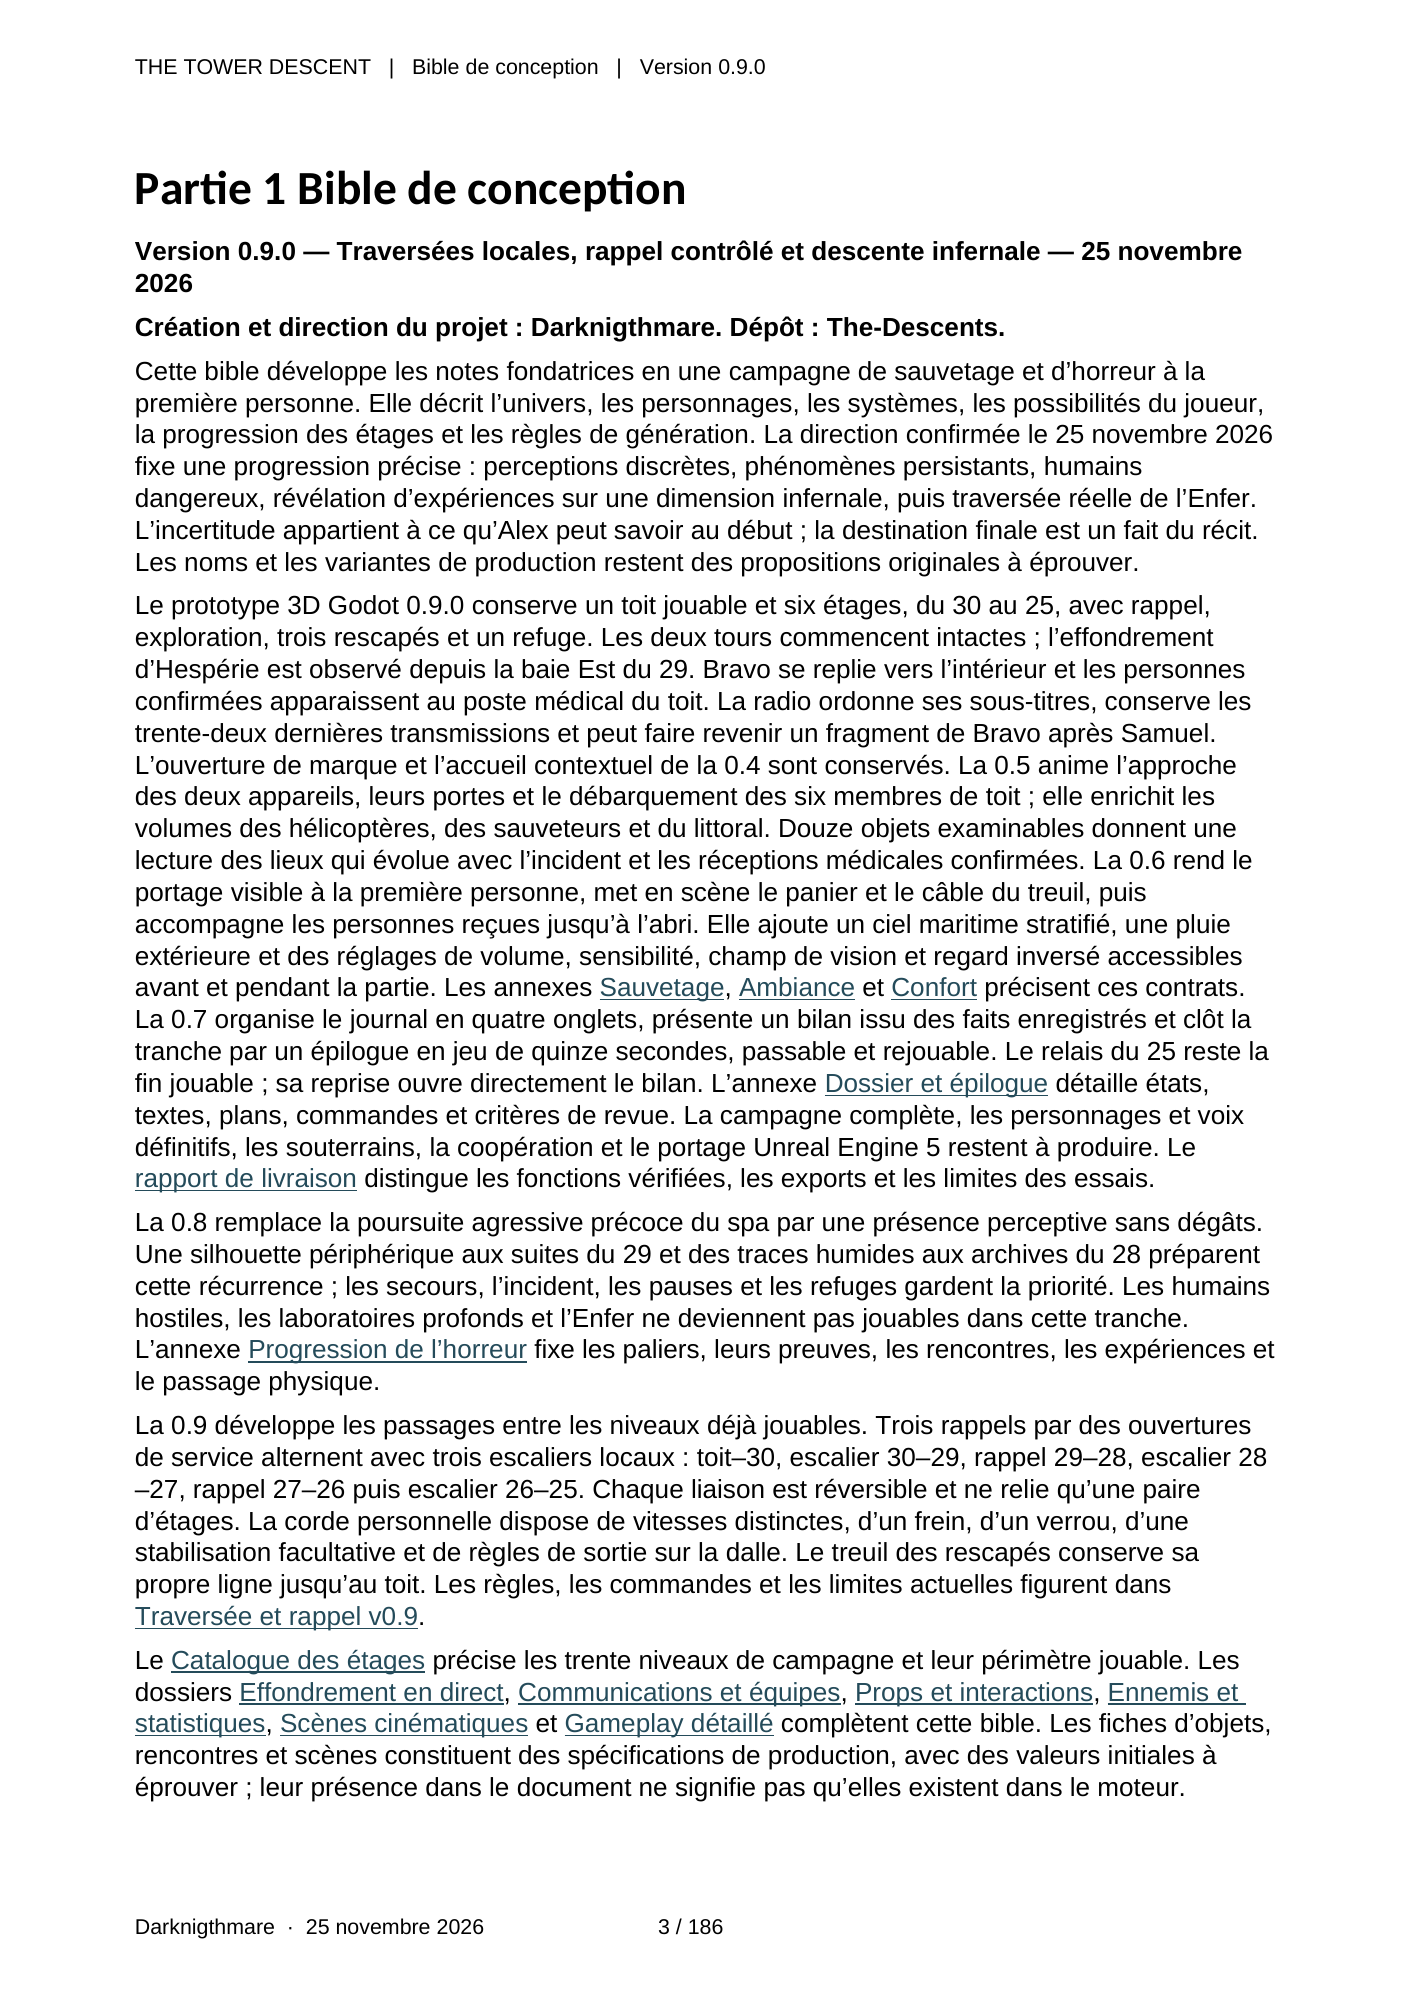 THE TOWER DESCENT | Bible de conception | Version 0.9.0
Partie 1 Bible de conception
Version 0.9.0 — Traversées locales, rappel contrôlé et descente infernale — 25 novembre
2026
Création et direction du projet : Darknigthmare. Dépôt : The-Descents.
Cette bible développe les notes fondatrices en une campagne de sauvetage et d’horreur à la
première personne. Elle décrit l’univers, les personnages, les systèmes, les possibilités du joueur,
la progression des étages et les règles de génération. La direction confirmée le 25 novembre 2026
fixe une progression précise : perceptions discrètes, phénomènes persistants, humains
dangereux, révélation d’expériences sur une dimension infernale, puis traversée réelle de l’Enfer.
L’incertitude appartient à ce qu’Alex peut savoir au début ; la destination finale est un fait du récit.
Les noms et les variantes de production restent des propositions originales à éprouver.
Le prototype 3D Godot 0.9.0 conserve un toit jouable et six étages, du 30 au 25, avec rappel,
exploration, trois rescapés et un refuge. Les deux tours commencent intactes ; l’effondrement
d’Hespérie est observé depuis la baie Est du 29. Bravo se replie vers l’intérieur et les personnes
confirmées apparaissent au poste médical du toit. La radio ordonne ses sous-titres, conserve les
trente-deux dernières transmissions et peut faire revenir un fragment de Bravo après Samuel.
L’ouverture de marque et l’accueil contextuel de la 0.4 sont conservés. La 0.5 anime l’approche
des deux appareils, leurs portes et le débarquement des six membres de toit ; elle enrichit les
volumes des hélicoptères, des sauveteurs et du littoral. Douze objets examinables donnent une
lecture des lieux qui évolue avec l’incident et les réceptions médicales confirmées. La 0.6 rend le
portage visible à la première personne, met en scène le panier et le câble du treuil, puis
accompagne les personnes reçues jusqu’à l’abri. Elle ajoute un ciel maritime stratifié, une pluie
extérieure et des réglages de volume, sensibilité, champ de vision et regard inversé accessibles
avant et pendant la partie. Les annexes Sauvetage, Ambiance et Confort précisent ces contrats.
La 0.7 organise le journal en quatre onglets, présente un bilan issu des faits enregistrés et clôt la
tranche par un épilogue en jeu de quinze secondes, passable et rejouable. Le relais du 25 reste la
fin jouable ; sa reprise ouvre directement le bilan. L’annexe Dossier et épilogue détaille états,
textes, plans, commandes et critères de revue. La campagne complète, les personnages et voix
définitifs, les souterrains, la coopération et le portage Unreal Engine 5 restent à produire. Le
rapport de livraison distingue les fonctions vérifiées, les exports et les limites des essais.
La 0.8 remplace la poursuite agressive précoce du spa par une présence perceptive sans dégâts.
Une silhouette périphérique aux suites du 29 et des traces humides aux archives du 28 préparent
cette récurrence ; les secours, l’incident, les pauses et les refuges gardent la priorité. Les humains
hostiles, les laboratoires profonds et l’Enfer ne deviennent pas jouables dans cette tranche.
L’annexe Progression de l’horreur fixe les paliers, leurs preuves, les rencontres, les expériences et
le passage physique.
La 0.9 développe les passages entre les niveaux déjà jouables. Trois rappels par des ouvertures
de service alternent avec trois escaliers locaux : toit–30, escalier 30–29, rappel 29–28, escalier 28
–27, rappel 27–26 puis escalier 26–25. Chaque liaison est réversible et ne relie qu’une paire
d’étages. La corde personnelle dispose de vitesses distinctes, d’un frein, d’un verrou, d’une
stabilisation facultative et de règles de sortie sur la dalle. Le treuil des rescapés conserve sa
propre ligne jusqu’au toit. Les règles, les commandes et les limites actuelles figurent dans
Traversée et rappel v0.9.
Le Catalogue des étages précise les trente niveaux de campagne et leur périmètre jouable. Les
dossiers Effondrement en direct, Communications et équipes, Props et interactions, Ennemis et
statistiques, Scènes cinématiques et Gameplay détaillé complètent cette bible. Les fiches d’objets,
rencontres et scènes constituent des spécifications de production, avec des valeurs initiales à
éprouver ; leur présence dans le document ne signifie pas qu’elles existent dans le moteur.
Darknigthmare · 25 novembre 2026 3 / 186